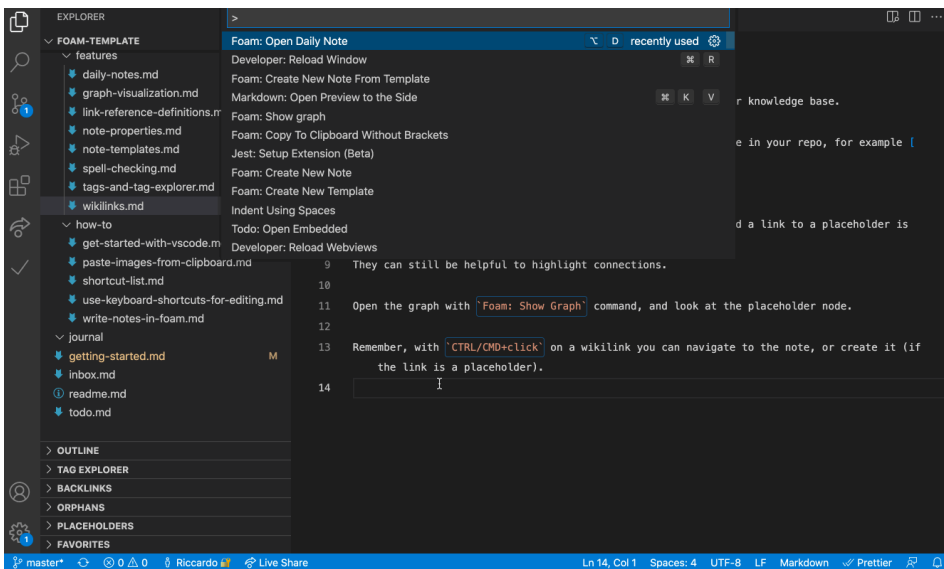 EXPLORER
FOAM-TEMPLATE
features
daily-notes.md
graph-visualization.md
link-reference-definitions.m
note-properties.md
note-templates.md
spell-checking.md
tags-and-tag-explorer.md
wikilinks.md
how-to
get-started-with-vscode.m
paste-images-from-clipboard.md
shortcut-list.md
use-keyboard-shortcuts-for-editing.md
write-notes-in-foam.md
journal
getting-started.md M
inbox.md
readme.md
todo.md
OUTLINE
TAG EXPLORER
BACKLINKS
ORPHANS
PLACEHOLDERS
FAVORITES
1
1
>
Foam: Open Daily Note ⌥ D recently used
Developer: Reload Window ⌘ R
Foam: Create New Note From Template
Markdown: Open Preview to the Side ⌘ K V
Foam: Show graph
Foam: Copy To Clipboard Without Brackets
Jest: Setup Extension (Beta)
Foam: Create New Note
Foam: Create New Template
Indent Using Spaces
Todo: Open Embedded
Developer: Reload Webviews
r knowledge base.
e in your repo, for example [
d a link to a placeholder is
9 They can still be helpful to highlight connections.
10
11 Open the graph with `Foam: Show Graph` command, and look at the placeholder node.
12
13 Remember, with `CTRL/CMD+click` on a wikilink you can navigate to the note, or create it (if
the link is a placeholder).
14
master* 0 0 Riccardo Live Share Ln 14, Col 1 Spaces: 4 UTF-8 LF Markdown Prettier